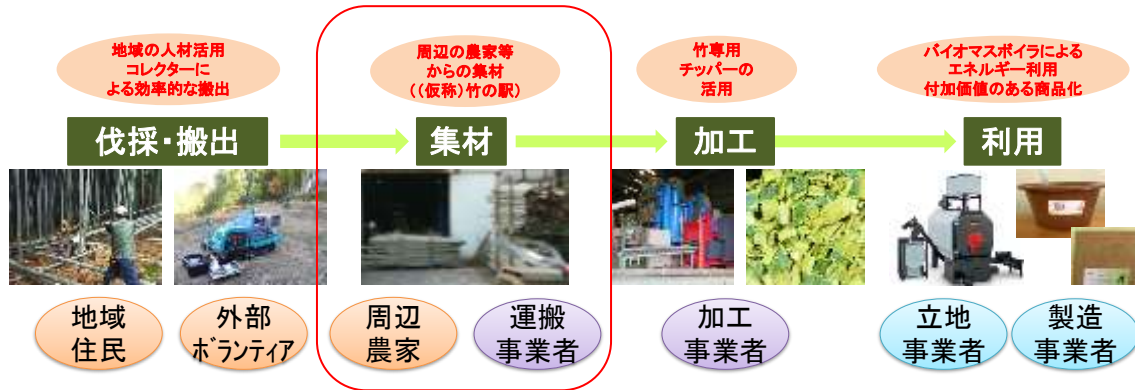 地域の人材活用
コレクターに
よる効率的な搬出
周辺の農家等
からの集材
((仮称)竹の駅)
竹専用
チッパーの
活用
バイオマスボイラによる
エネルギー利用
付加価値のある商品化
伐採・搬出
集材
加工
利用
地域
住民
外部
ボランティア
周辺
農家
運搬
事業者
加工
事業者
立地
事業者
製造
事業者